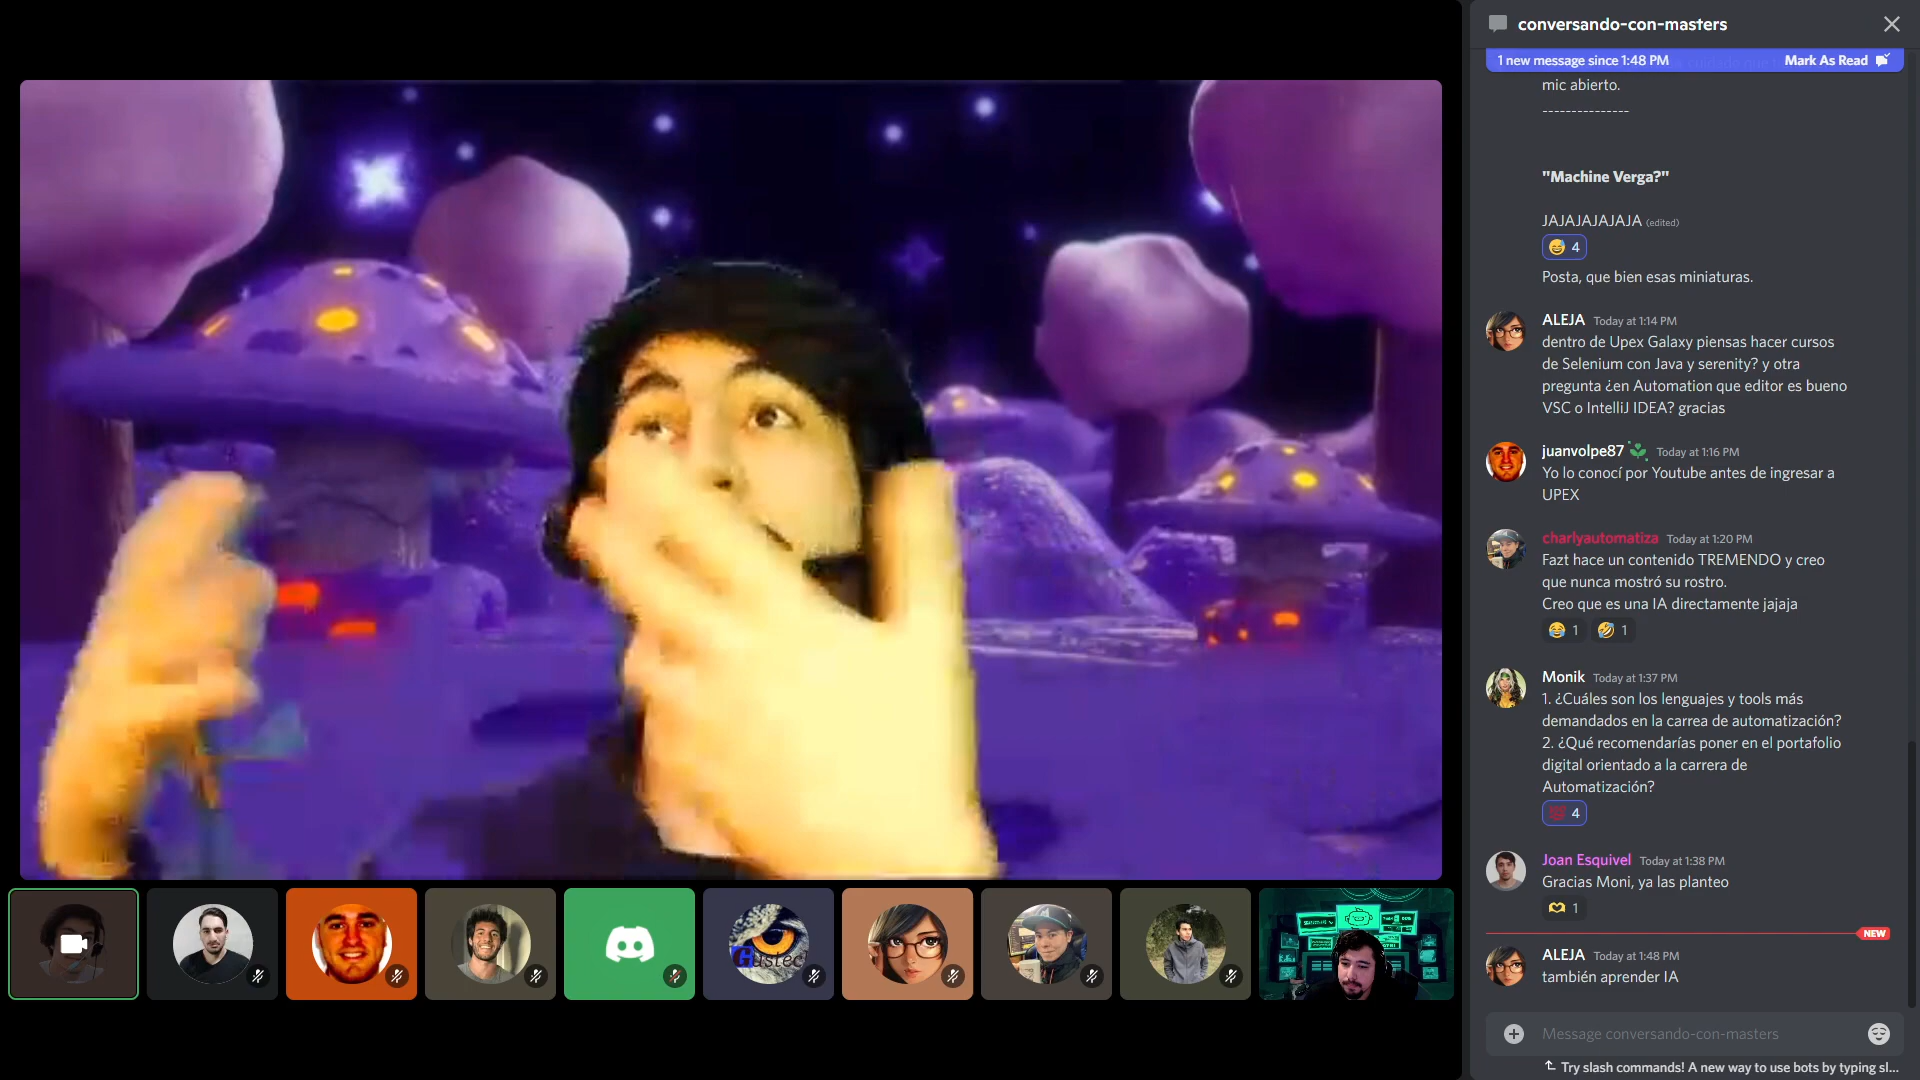 conversando-con-masters
1 new message since 1:48 PM
Mark As Read
mic abierto.
---------------
"Machine Verga?"
JAJAJAJAJAJA (edited)
4
Posta, que bien esas miniaturas.
ALEJA Today at 1:14 PM
dentro de Upex Galaxy piensas hacer cursos
de Selenium con Java y serenity? y otra
pregunta ¿en Automation que editor es bueno
VSC o IntelliJ IDEA? gracias
juanvolpe87 Today at 1:16 PM
Yo lo conocí por Youtube antes de ingresar a
UPEX
charlyautomatiza Today at 1:20 PM
Fazt hace un contenido TREMENDO y creo
que nunca mostró su rostro.
Creo que es una IA directamente jajaja
1 1
Monik Today at 1:37 PM
1. ¿Cuáles son los lenguajes y tools más
demandados en la carrea de automatización?
2. ¿Qué recomendarías poner en el portafolio
digital orientado a la carrera de
Automatización?
4
Joan Esquivel Today at 1:38 PM
Gracias Moni, ya las planteo
1
NEW
ALEJA Today at 1:48 PM
también aprender IA
Message conversando-con-masters
Try slash commands! A new way to use bots by typing sl...